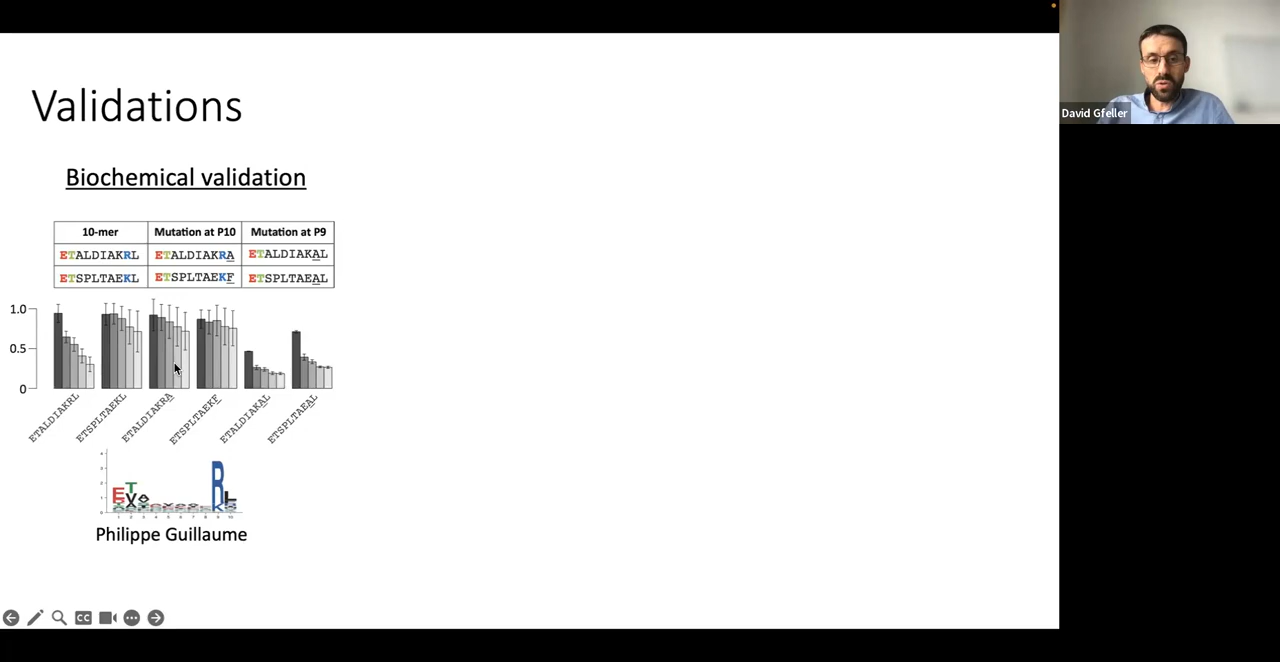 Validations
Biochemical validation
10-mer Mutation at P10 Mutation at P9
ETALDIAKRL ETALDIAKRA ETALDIAKAL
ETSPLTAEKL ETSPLTAEKF ETSPLTAEAL
1.0
0.5
0
ETALDIAKRL ETSPLTAEKL ETALDIAKRA ETSPLTAEKF ETALDIAKAL ETSPLTAEAL
Philippe Guillaume
CC
David Gfeller